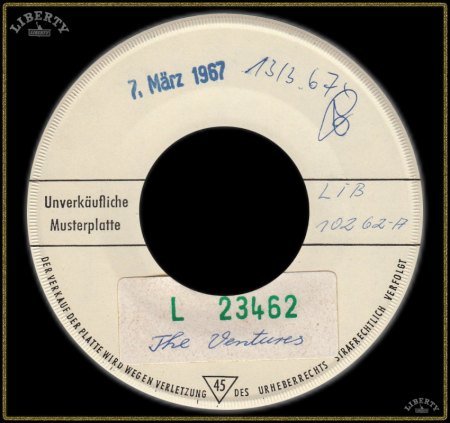 LIBERTY
7. März 1967 13/3.67
LIB
10262-A
Unverkäufliche
Musterplatte
L 23462
The Ventures
DER VERKAUF DER PLATTE WIRD WEGEN VERLETZUNG 45 DES URHEBERRECHTS STRAFRECHTLICH VERFOLGT
LIBERTY